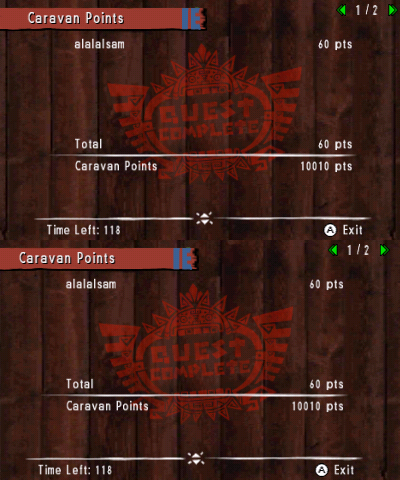 Caravan Points
1 / 2
alalalsam 60 pts
QUEST
COMPLETE
Total 60 pts
Caravan Points 10010 pts
Time Left: 118 A Exit
Caravan Points
1 / 2
alalalsam 60 pts
QUEST
COMPLETE
Total 60 pts
Caravan Points 10010 pts
Time Left: 118 A Exit